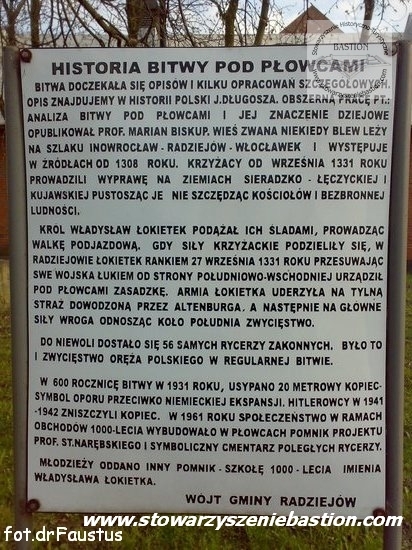 HISTORIA BITWY POD PŁOWCAMI
BITWA DOCZEKAŁA SIĘ OPISÓW I KILKU OPRACOWAŃ SZCZEGÓŁOWYCH.
OPIS ZNAJDUJEMY W HISTORII POLSKI J.DŁUGOSZA. OBSZERNĄ PRACĘ PT.:
ANALIZA BITWY POD PŁOWCAMI I JEJ ZNACZENIE DZIEJOWE
OPUBLIKOWAŁ PROF. MARIAN BISKUP. WIEŚ ZWANA NIEKIEDY BLEW LEŻY
NA SZLAKU INOWROCŁAW - RADZIEJÓW - WŁOCŁAWEK I WYSTĘPUJE
W ŹRÓDŁACH OD 1308 ROKU. KRZYŻACY OD WRZEŚNIA 1331 ROKU
PROWADZILI WYPRAWĘ NA ZIEMIACH SIERADZKO - ŁĘCZYCKIEJ I
KUJAWSKIEJ PUSTOSZĄC JE NIE SZCZĘDZĄC KOŚCIOŁÓW I BEZBRONNEJ
LUDNOŚCI.
KRÓL WŁADYSŁAW ŁOKIETEK PODĄŻAŁ ICH ŚLADAMI, PROWADZĄC
WALKĘ PODJAZDOWĄ. GDY SIŁY KRZYŻACKIE PODZIELIŁY SIĘ, W
RADZIEJOWIE ŁOKIETEK RANKIEM 27 WRZEŚNIA 1331 ROKU PRZESUWAJĄC
SWE WOJSKA ŁUKIEM OD STRONY POŁUDNIOWO-WSCHODNIEJ URZĄDZIŁ
POD PŁOWCAMI ZASADZKĘ. ARMIA ŁOKIETKA UDERZYŁA NA TYLNĄ
STRAŻ DOWODZONĄ PRZEZ ALTENBURGA, A NASTĘPNIE NA GŁÓWNE
SIŁY WROGA ODNOSZĄC KOŁO POŁUDNIA ZWYCIĘSTWO.
DO NIEWOLI DOSTAŁO SIĘ 56 SAMYCH RYCERZY ZAKONNYCH. BYŁO TO
I ZWYCIĘSTWO ORĘŻA POLSKIEGO W REGULARNEJ BITWIE.
W 600 ROCZNICĘ BITWY W 1931 ROKU, USYPANO 20 METROWY KOPIEC-
SYMBOL OPORU PRZECIWKO NIEMIECKIEJ EKSPANSJI. HITLEROWCY W 1941
-1942 ZNISZCZYLI KOPIEC. W 1961 ROKU SPOŁECZEŃSTWO W RAMACH
OBCHODÓW 1000-LECIA WYBUDOWAŁO W PŁOWCACH POMNIK PROJEKTU
PROF. ST.NARĘBSKIEGO I SYMBOLICZNY CMENTARZ POLEGŁYCH RYCERZY.
MŁODZIEŻY ODDANO INNY POMNIK - SZKOŁĘ 1000 - LECIA IMIENIA
WŁADYSŁAWA ŁOKIETKA.
WÓJT GMINY RADZIEJÓW
BASTION
www.stowarzyszeniebastion.com
fot.drFaustus